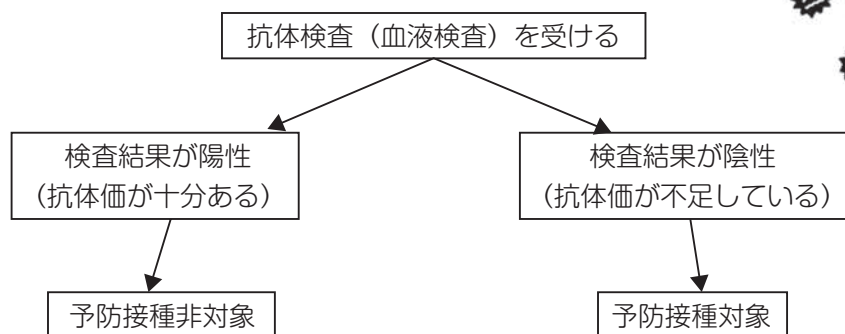 抗体検査（血液検査）を受ける
検査結果が陽性
（抗体価が十分ある）
検査結果が陰性
（抗体価が不足している）
予防接種非対象
予防接種対象